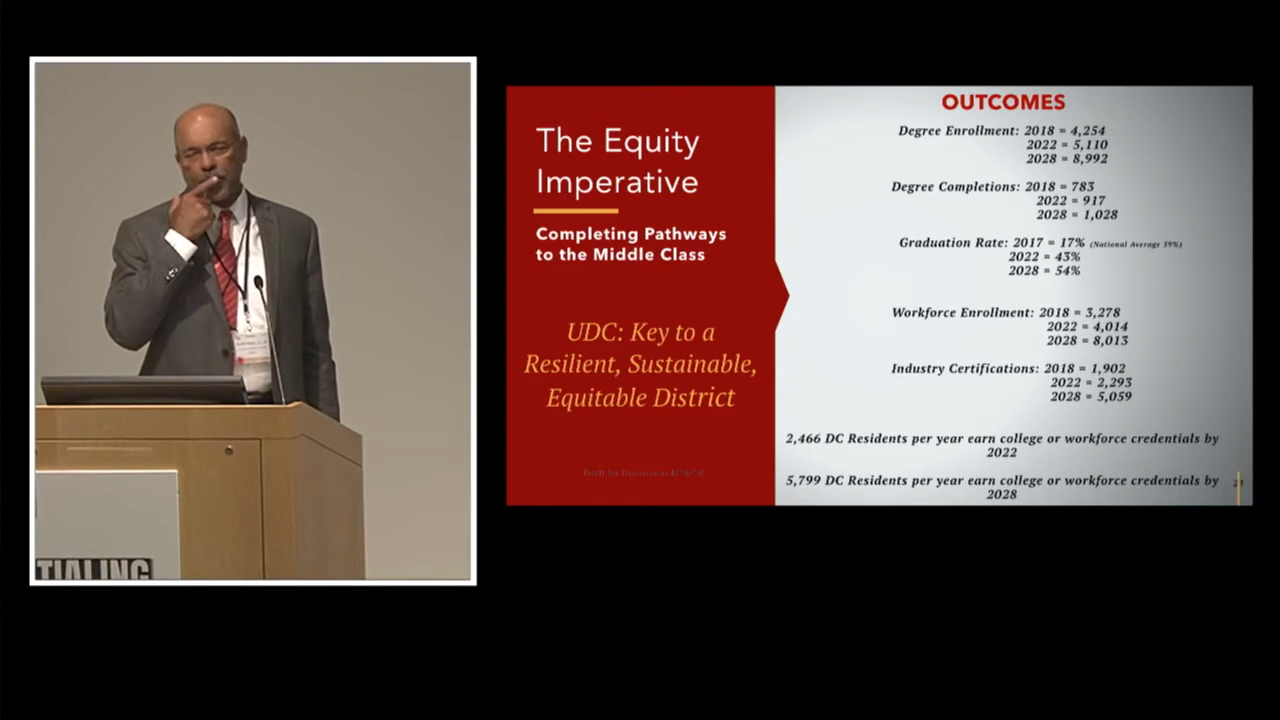 The Equity
Imperative
Completing Pathways
to the Middle Class
UDC: Key to a
Resilient, Sustainable,
Equitable District
Draft for Discussion
OUTCOMES
Degree Enrollment: 2018 = 4,254
2022 = 5,110
2028 = 8,992
Degree Completions: 2018 = 783
2022 = 917
2028 = 1,028
Graduation Rate: 2017 = 17% (National Average 59%)
2022 = 43%
2028 = 54%
Workforce Enrollment: 2018 = 3,278
2022 = 4,014
2028 = 8,013
Industry Certifications: 2018 = 1,902
2022 = 2,293
2028 = 5,059
2,466 DC Residents per year earn college or workforce credentials by
2022
5,799 DC Residents per year earn college or workforce credentials by
2028
TIALING